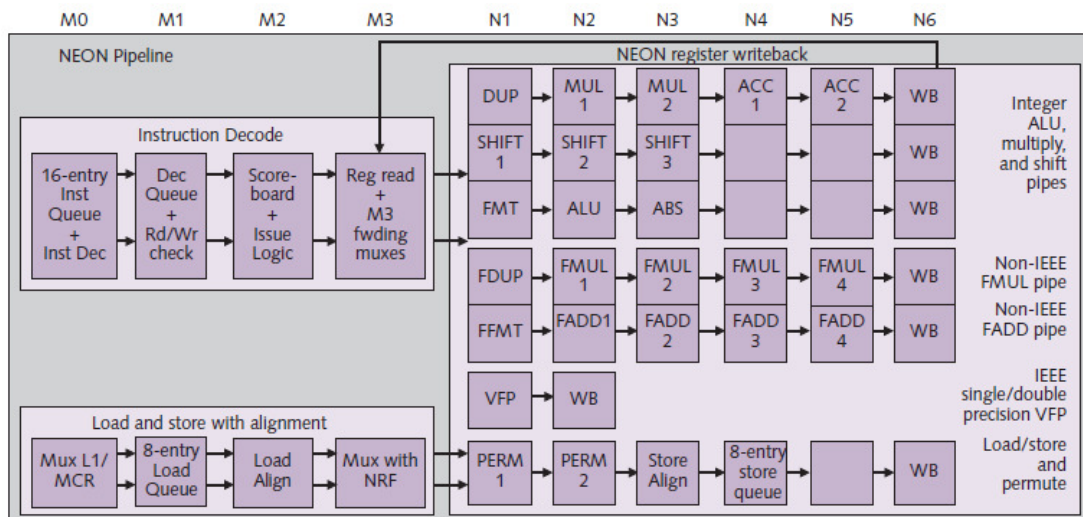 M0 M1 M2 M3 N1 N2 N3 N4 N5 N6
NEON Pipeline
NEON register writeback
DUP
MUL
1
MUL
2
ACC
1
ACC
2
WB
Integer
ALU,
multiply,
and shift
pipes
Instruction Decode
SHIFT
1
SHIFT
2
SHIFT
3
WB
16-entry
Inst
Queue
+
Inst Dec
Dec
Queue
+
Rd/Wr
check
Score-
board
+
Issue
Logic
Reg read
+
M3
fwding
muxes
FMT
ALU
ABS
WB
FDUP
FMUL
1
FMUL
2
FMUL
3
FMUL
4
WB
Non-IEEE
FMUL pipe
FFMT
FADD1
FADD
2
FADD
3
FADD
4
WB
Non-IEEE
FADD pipe
VFP
WB
IEEE
single/double
precision VFP
Load and store with alignment
Mux L1/
MCR
8-entry
Load
Queue
Load
Align
Mux with
NRF
PERM
1
PERM
2
Store
Align
8-entry
store
queue
WB
Load/store
and
permute